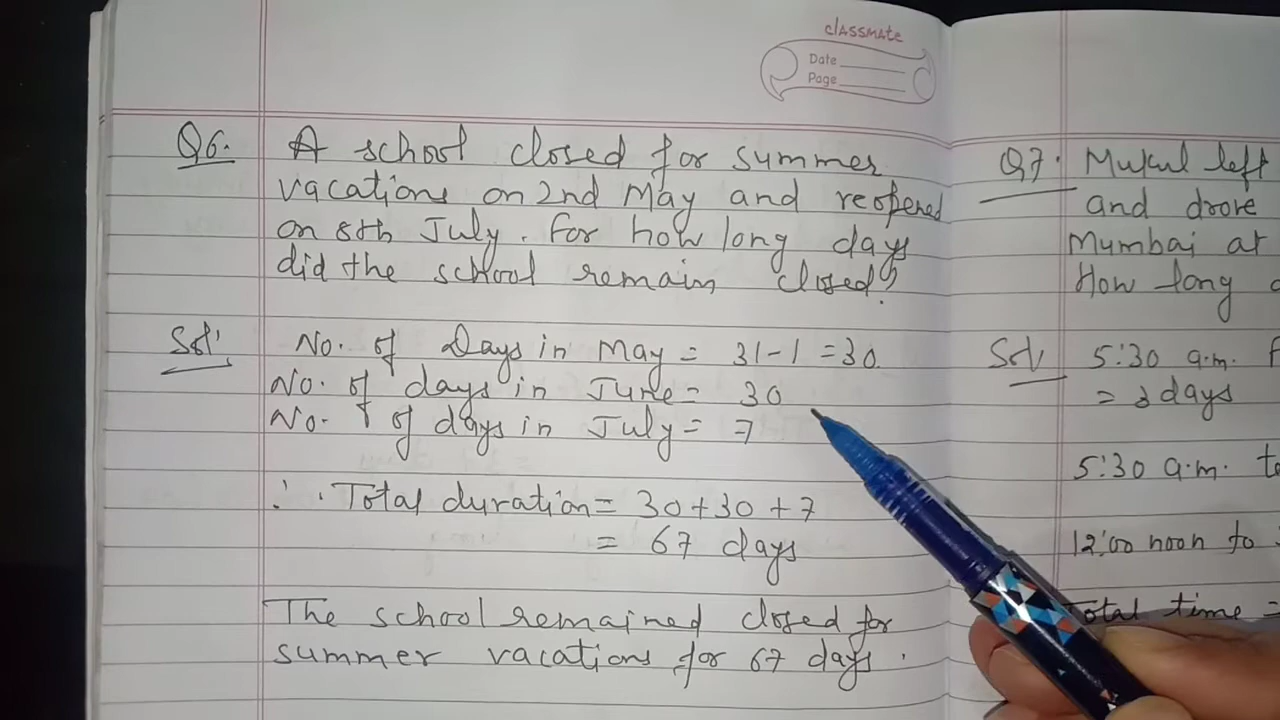 classmate
Date
Page
Q6. A school closed for summer
vacations on 2nd May and reopened
on 8th July. For how long days
did the school remain closed?
Sol. No. of Days in May = 31-1 = 30.
No. of days in June = 30
No. of days in July = 7
∴ Total duration = 30+30+7
= 67 days
The school remained closed for
summer vacations for 67 days.
Q7. Mukul left
and drove
Mumbai at
How long
Sol. 5:30 a.m.
= 2 days
5:30 a.m. to
12:00 noon to
Total time =